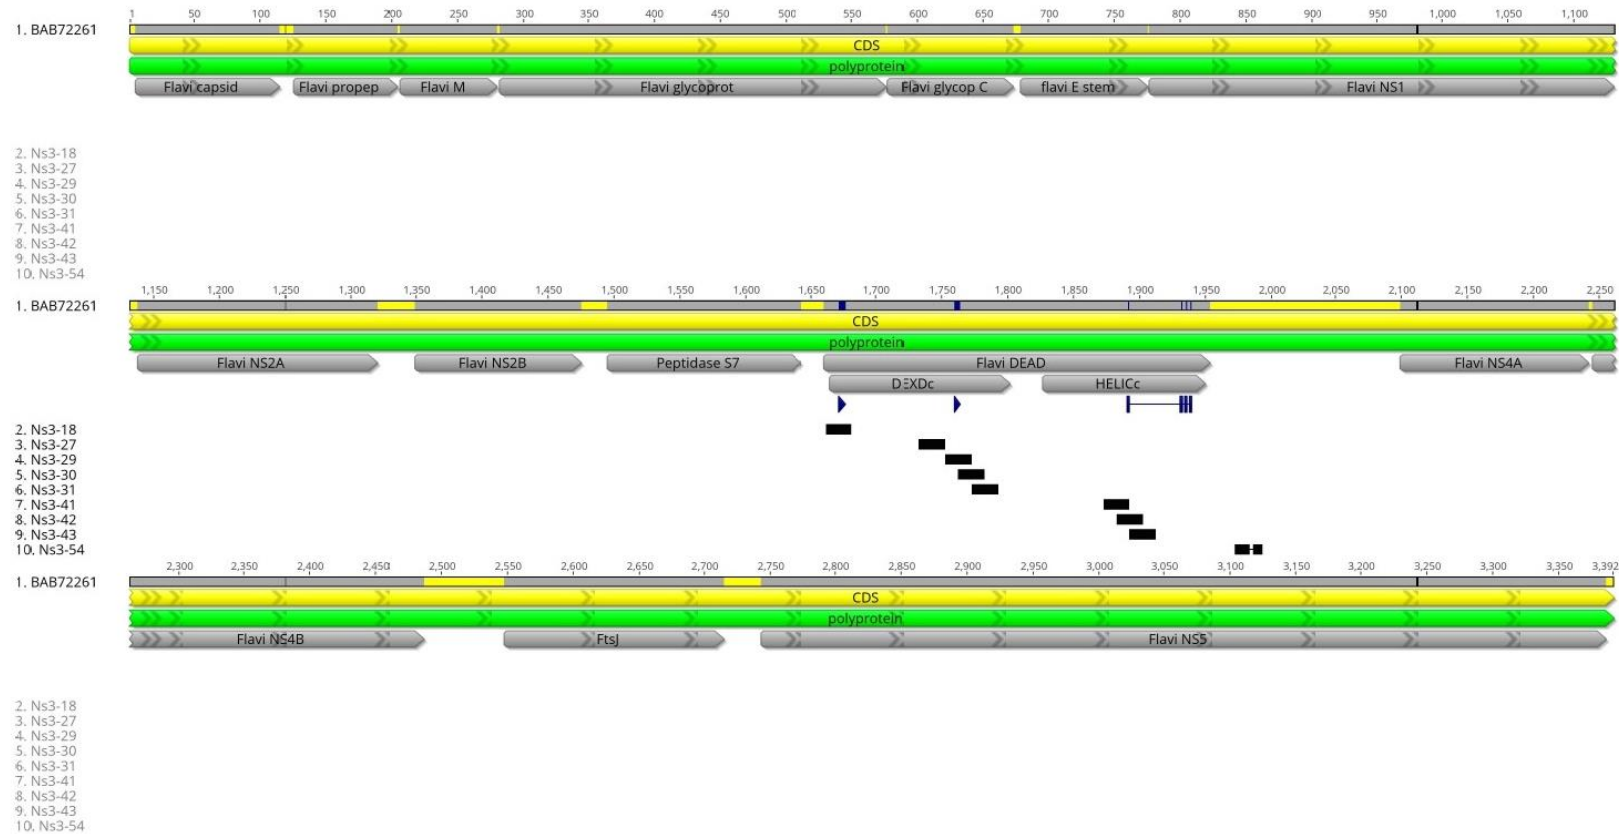 1 50 100 150 200 250 300 350 400 450 500 550 600 650 700 750 800 850 900 950 1,000 1,050 1,100
1. BAB72261
CDS
polyprotein
Flavi capsid Flavi propep Flavi M Flavi glycoprot Flavi glycop C flavi E stem Flavi NS1
2. Ns3-18
3. Ns3-27
4. Ns3-29
5. Ns3-30
6. Ns3-31
7. Ns3-41
8. Ns3-42
9. Ns3-43
10. Ns3-54
1,150 1,200 1,250 1,300 1,350 1,400 1,450 1,500 1,550 1,600 1,650 1,700 1,750 1,800 1,850 1,900 1,950 2,000 2,050 2,100 2,150 2,200 2,250
1. BAB72261
CDS
polyprotein
Flavi NS2A Flavi NS2B Peptidase S7 Flavi DEAD Flavi NS4A
DEXDc HELICc
2. Ns3-18
3. Ns3-27
4. Ns3-29
5. Ns3-30
6. Ns3-31
7. Ns3-41
8. Ns3-42
9. Ns3-43
10. Ns3-54
2,300 2,350 2,400 2,450 2,500 2,550 2,600 2,650 2,700 2,750 2,800 2,850 2,900 2,950 3,000 3,050 3,100 3,150 3,200 3,250 3,300 3,350 3,392
1. BAB72261
CDS
polyprotein
Flavi NS4B FtsJ Flavi NS5
2. Ns3-18
3. Ns3-27
4. Ns3-29
5. Ns3-30
6. Ns3-31
7. Ns3-41
8. Ns3-42
9. Ns3-43
10. Ns3-54